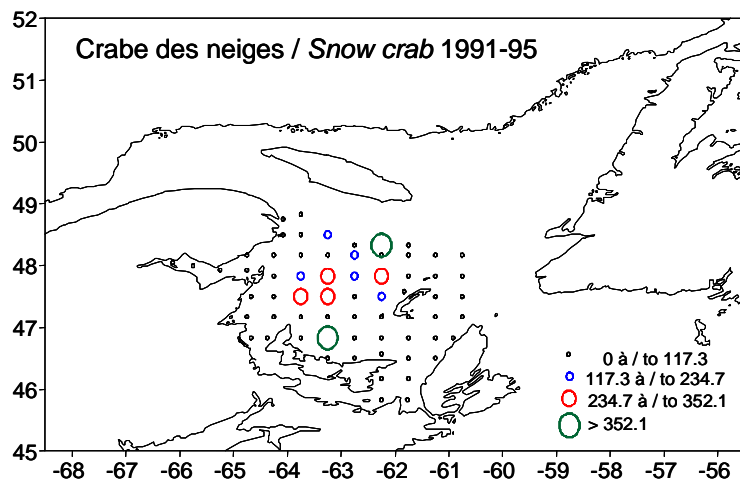 52
Crabe des neiges / Snow crab 1991-95
51
50
49
48
47
0 à / to 117.3
117.3 à / to 234.7
46
234.7 à / to 352.1
> 352.1
45
-68 -67 -66 -65 -64 -63 -62 -61 -60 -59 -58 -57 -56